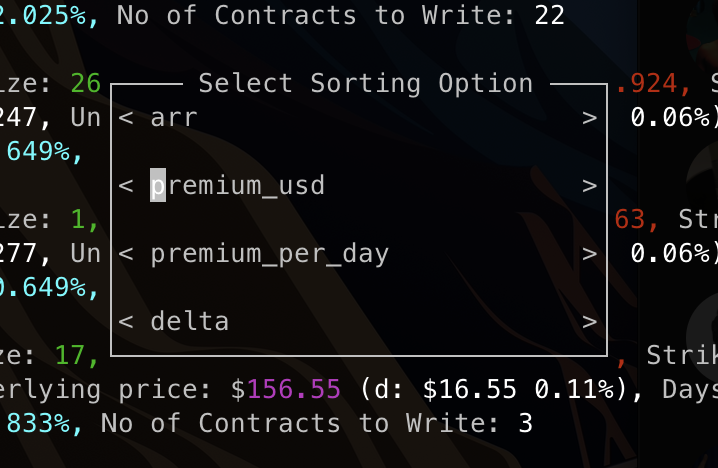 2.025%, No of Contracts to Write: 22
ize: 26 Select Sorting Option .924, S
247, Un < arr > 0.06%)
649%,
< premium_usd >
ize: 1, 63, Str
277, Un < premium_per_day > 0.06%)
0.649%,
< delta >
ze: 17, , Strik
erlying price: $156.55 (d: $16.55 0.11%), Days
833%, No of Contracts to Write: 3